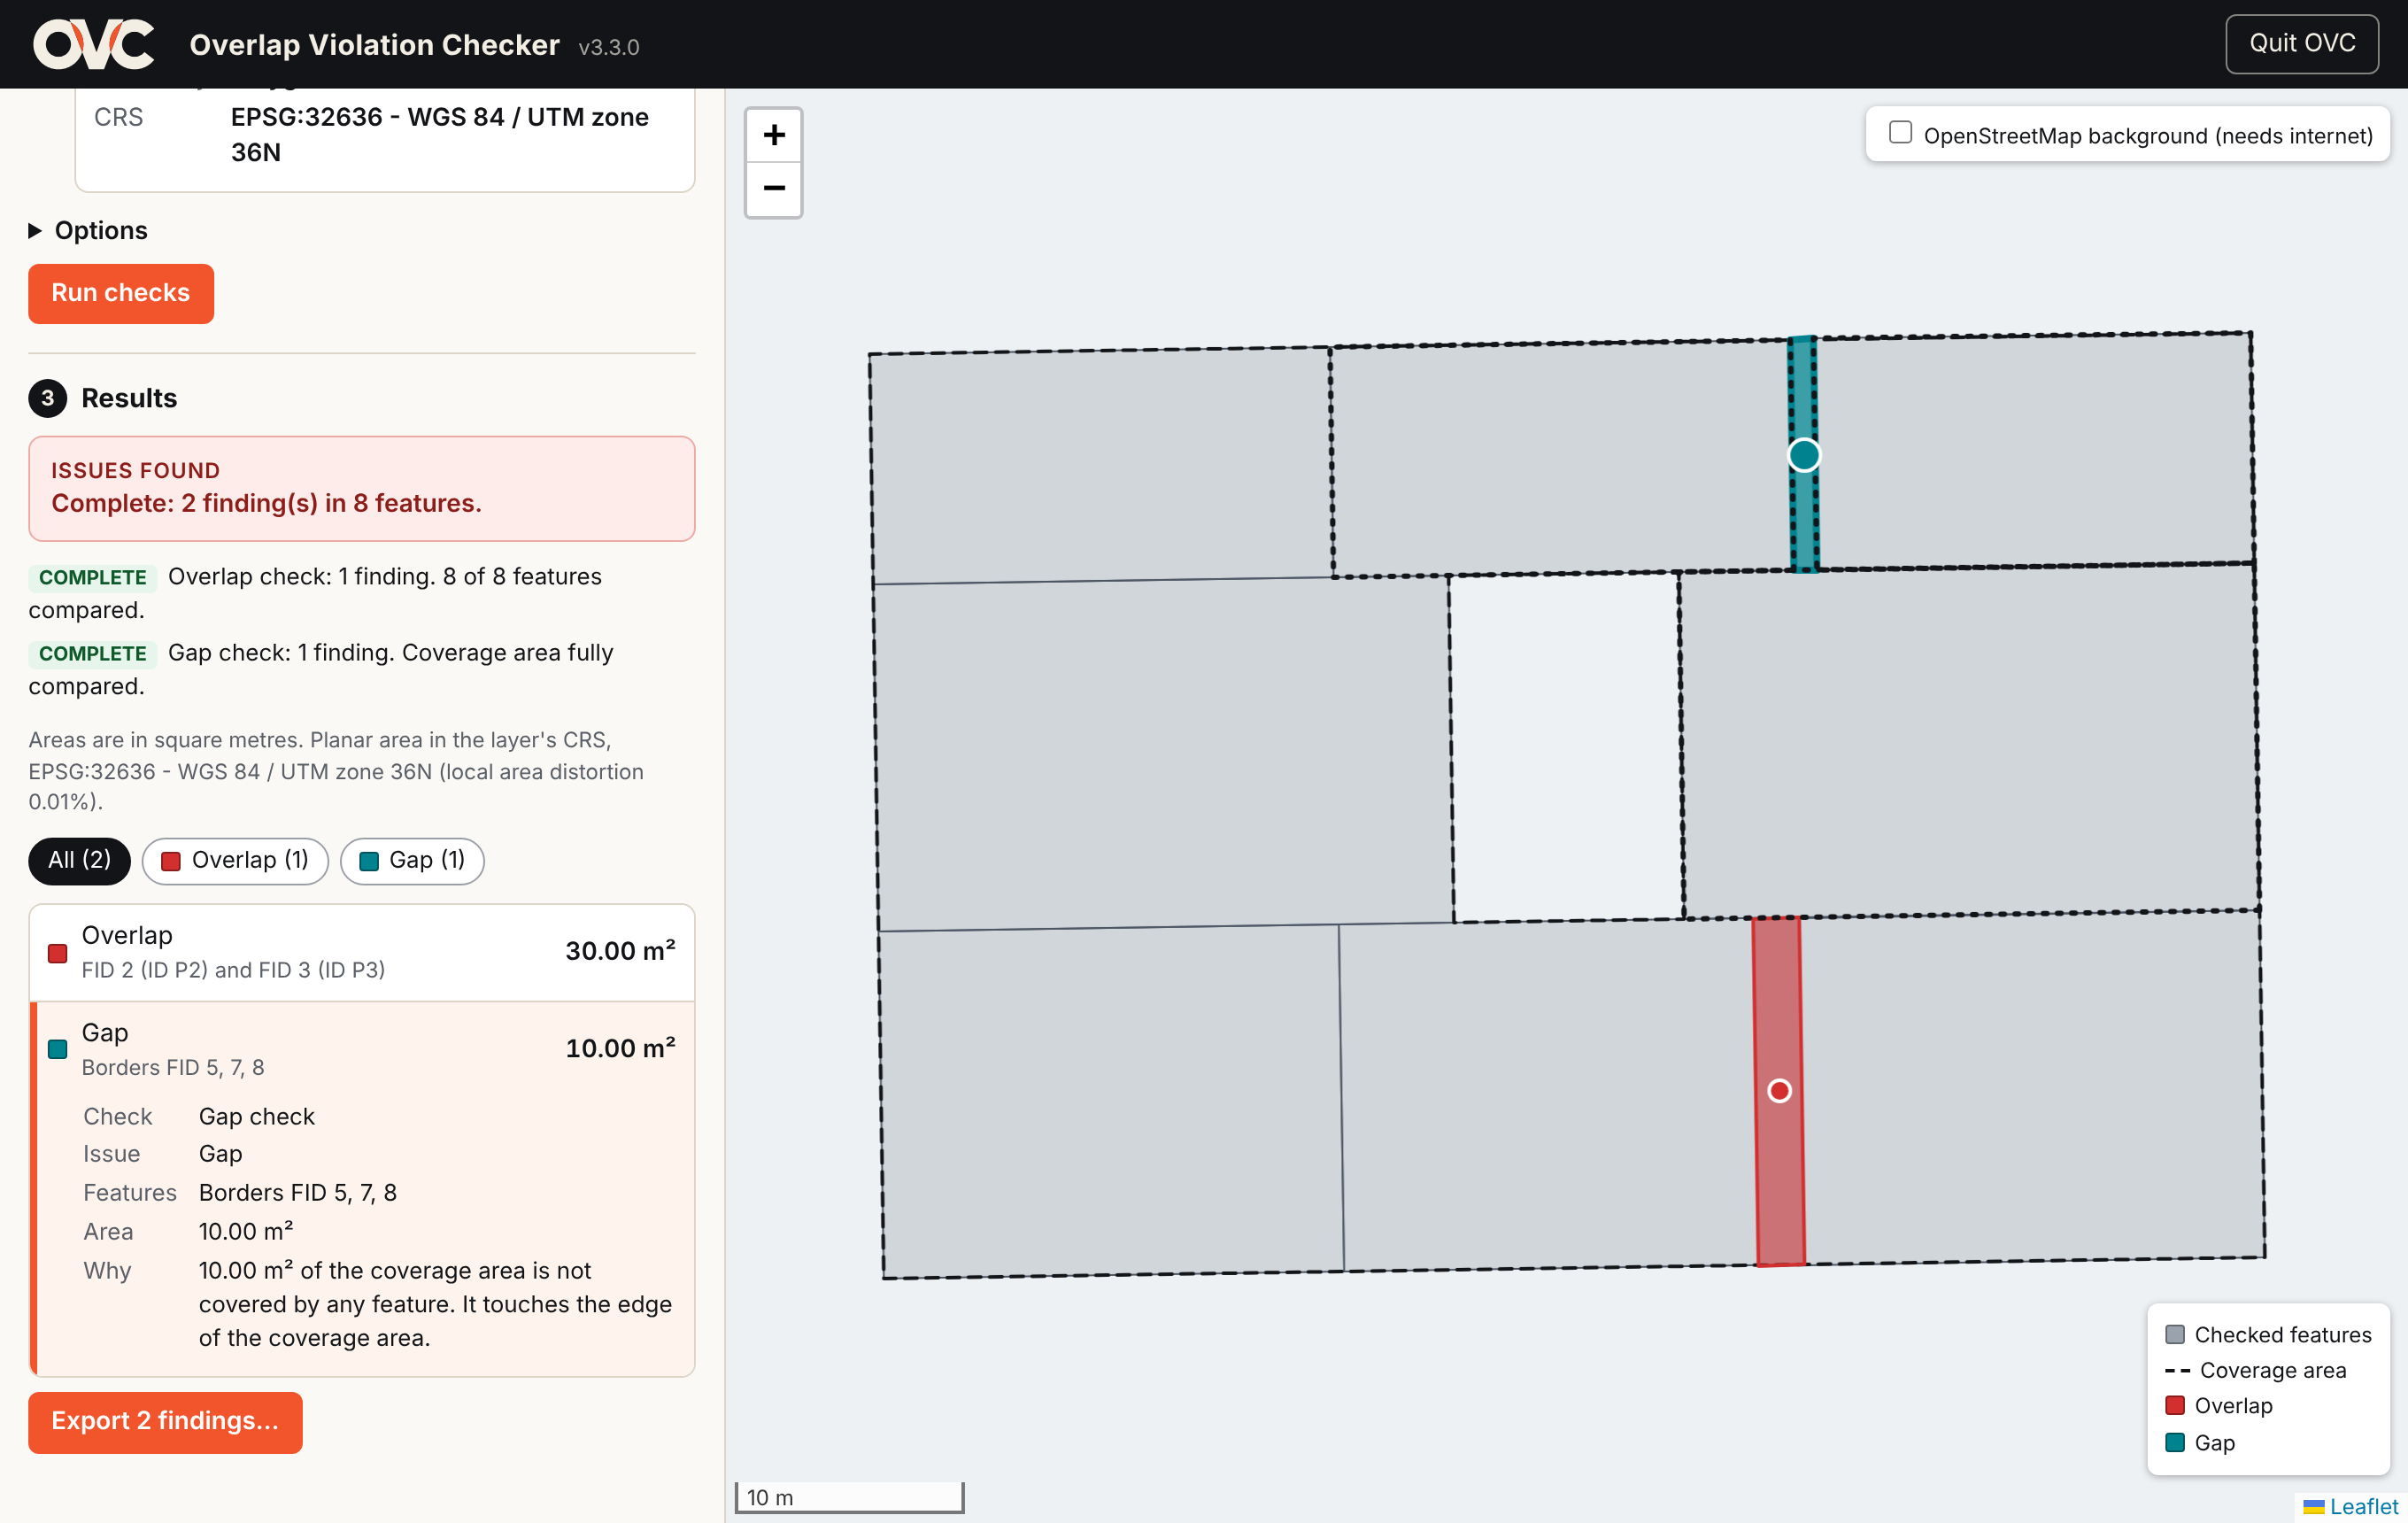 OVC
Overlap Violation Checker v3.3.0
Quit OVC
CRS
EPSG:32636 - WGS 84 / UTM zone
36N
Options
Run checks
3 Results
ISSUES FOUND
Complete: 2 finding(s) in 8 features.
COMPLETE Overlap check: 1 finding. 8 of 8 features
compared.
COMPLETE Gap check: 1 finding. Coverage area fully
compared.
Areas are in square metres. Planar area in the layer's CRS,
EPSG:32636 - WGS 84 / UTM zone 36N (local area distortion
0.01%).
All (2) Overlap (1) Gap (1)
Overlap
FID 2 (ID P2) and FID 3 (ID P3)
30.00 m²
Gap
Borders FID 5, 7, 8
10.00 m²
Check Gap check
Issue Gap
Features Borders FID 5, 7, 8
Area 10.00 m²
Why 10.00 m² of the coverage area is not
covered by any feature. It touches the edge
of the coverage area.
Export 2 findings...
+
−
OpenStreetMap background (needs internet)
Checked features
Coverage area
Overlap
Gap
10 m
Leaflet